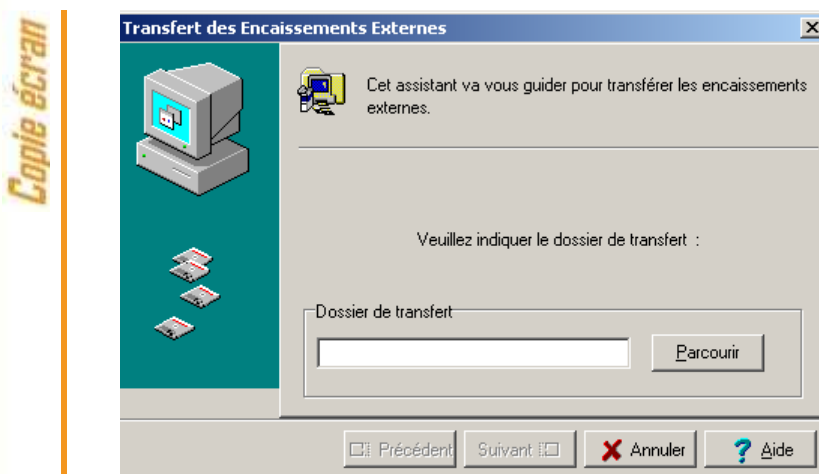 Copie écran
Transfert des Encaissements Externes
Cet assistant va vous guider pour transférer les encaissements
externes.
Veuillez indiquer le dossier de transfert :
Dossier de transfert
Parcourir
Précédent
Suivant
Annuler
Aide